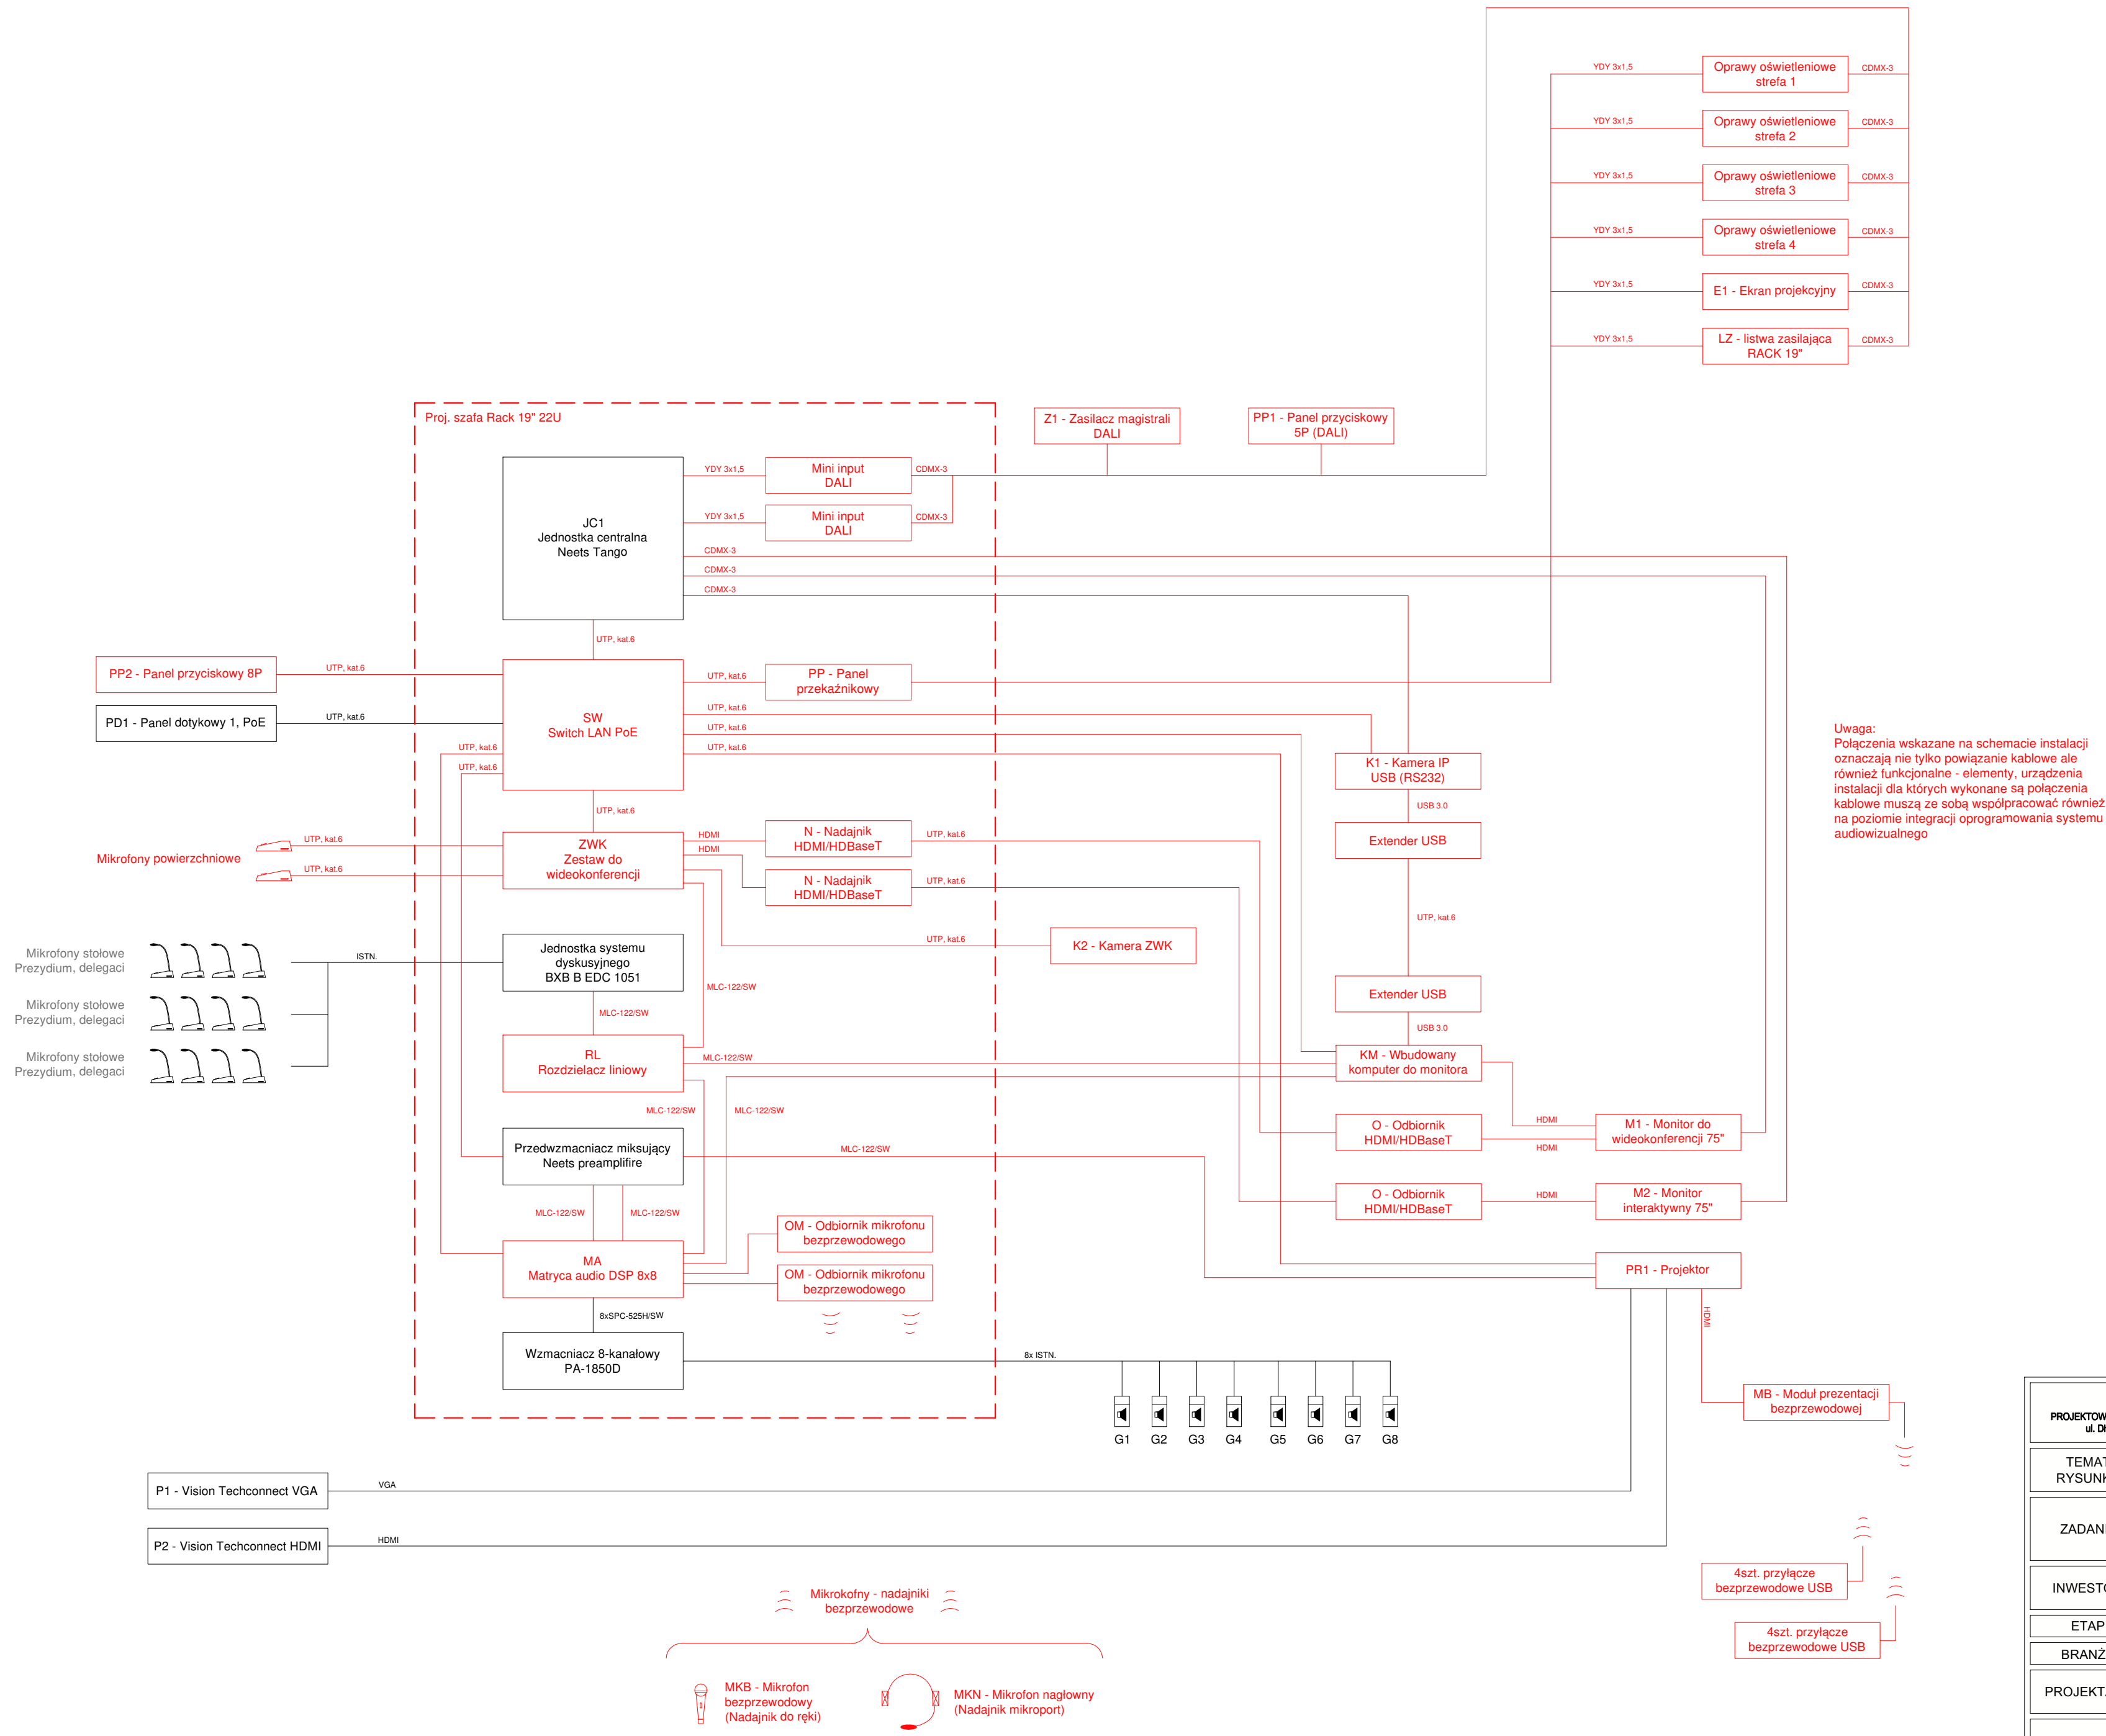 YDY 3x1,5
Oprawy oświetleniowe
strefa 1
CDMX-3
YDY 3x1,5
Oprawy oświetleniowe
strefa 2
CDMX-3
YDY 3x1,5
Oprawy oświetleniowe
strefa 3
CDMX-3
YDY 3x1,5
Oprawy oświetleniowe
strefa 4
CDMX-3
YDY 3x1,5
E1 - Ekran projekcyjny
CDMX-3
YDY 3x1,5
LZ - listwa zasilająca
RACK 19"
CDMX-3
Proj. szafa Rack 19" 22U
Z1 - Zasilacz magistrali
DALI
PP1 - Panel przyciskowy
5P (DALI)
JC1
Jednostka centralna
Neets Tango
YDY 3x1,5
Mini input
DALI
CDMX-3
YDY 3x1,5
Mini input
DALI
CDMX-3
CDMX-3
CDMX-3
CDMX-3
UTP, kat.6
PP2 - Panel przyciskowy 8P
UTP, kat.6
PD1 - Panel dotykowy 1, PoE
UTP, kat.6
SW
Switch LAN PoE
UTP, kat.6
PP - Panel
przekaźnikowy
UTP, kat.6
UTP, kat.6
UTP, kat.6
UTP, kat.6
UTP, kat.6
UTP, kat.6
K1 - Kamera IP
USB (RS232)
USB 3.0
Extender USB
UTP, kat.6
Extender USB
USB 3.0
KM - Wbudowany
komputer do monitora
Uwaga:
Połączenia wskazane na schemacie instalacji
oznaczają nie tylko powiązanie kablowe ale
również funkcjonalne - elementy, urządzenia
instalacji dla których wykonane są połączenia
kablowe muszą ze sobą współpracować również
na poziomie integracji oprogramowania systemu
audiowizualnego
Mikrofony powierzchniowe
UTP, kat.6
UTP, kat.6
ZWK
Zestaw do
wideokonferencji
HDMI
HDMI
N - Nadajnik
HDMI/HDBaseT
UTP, kat.6
N - Nadajnik
HDMI/HDBaseT
UTP, kat.6
UTP, kat.6
K2 - Kamera ZWK
Mikrofony stołowe
Prezydium, delegaci
Mikrofony stołowe
Prezydium, delegaci
Mikrofony stołowe
Prezydium, delegaci
ISTN.
Jednostka systemu
dyskusyjnego
BXB B EDC 1051
MLC-122/SW
MLC-122/SW
RL
Rozdzielacz liniowy
MLC-122/SW
MLC-122/SW
MLC-122/SW
Przedwzmacniacz miksujący
Neets preamplifire
MLC-122/SW
MLC-122/SW
MLC-122/SW
O - Odbiornik
HDMI/HDBaseT
HDMI
HDMI
M1 - Monitor do
wideokonferencji 75"
O - Odbiornik
HDMI/HDBaseT
HDMI
M2 - Monitor
interaktywny 75"
MA
Matryca audio DSP 8x8
OM - Odbiornik mikrofonu
bezprzewodowego
OM - Odbiornik mikrofonu
bezprzewodowego
8xSPC-525H/SW
Wzmacniacz 8-kanałowy
PA-1850D
8x ISTN.
G1
G2
G3
G4
G5
G6
G7
G8
PR1 - Projektor
HDMI
MB - Moduł prezentacji
bezprzewodowej
P1 - Vision Techconnect VGA
VGA
P2 - Vision Techconnect HDMI
HDMI
4szt. przyłącze
bezprzewodowe USB
4szt. przyłącze
bezprzewodowe USB
Mikrokofny - nadajniki
bezprzewodowe
MKB - Mikrofon
bezprzewodowy
(Nadajnik do ręki)
MKN - Mikrofon nagłowny
(Nadajnik mikroport)
PROJEKTOW
ul. Dł
TEMAT
RYSUNK
ZADANI
INWESTO
ETAP
BRANŻ
PROJEKTA